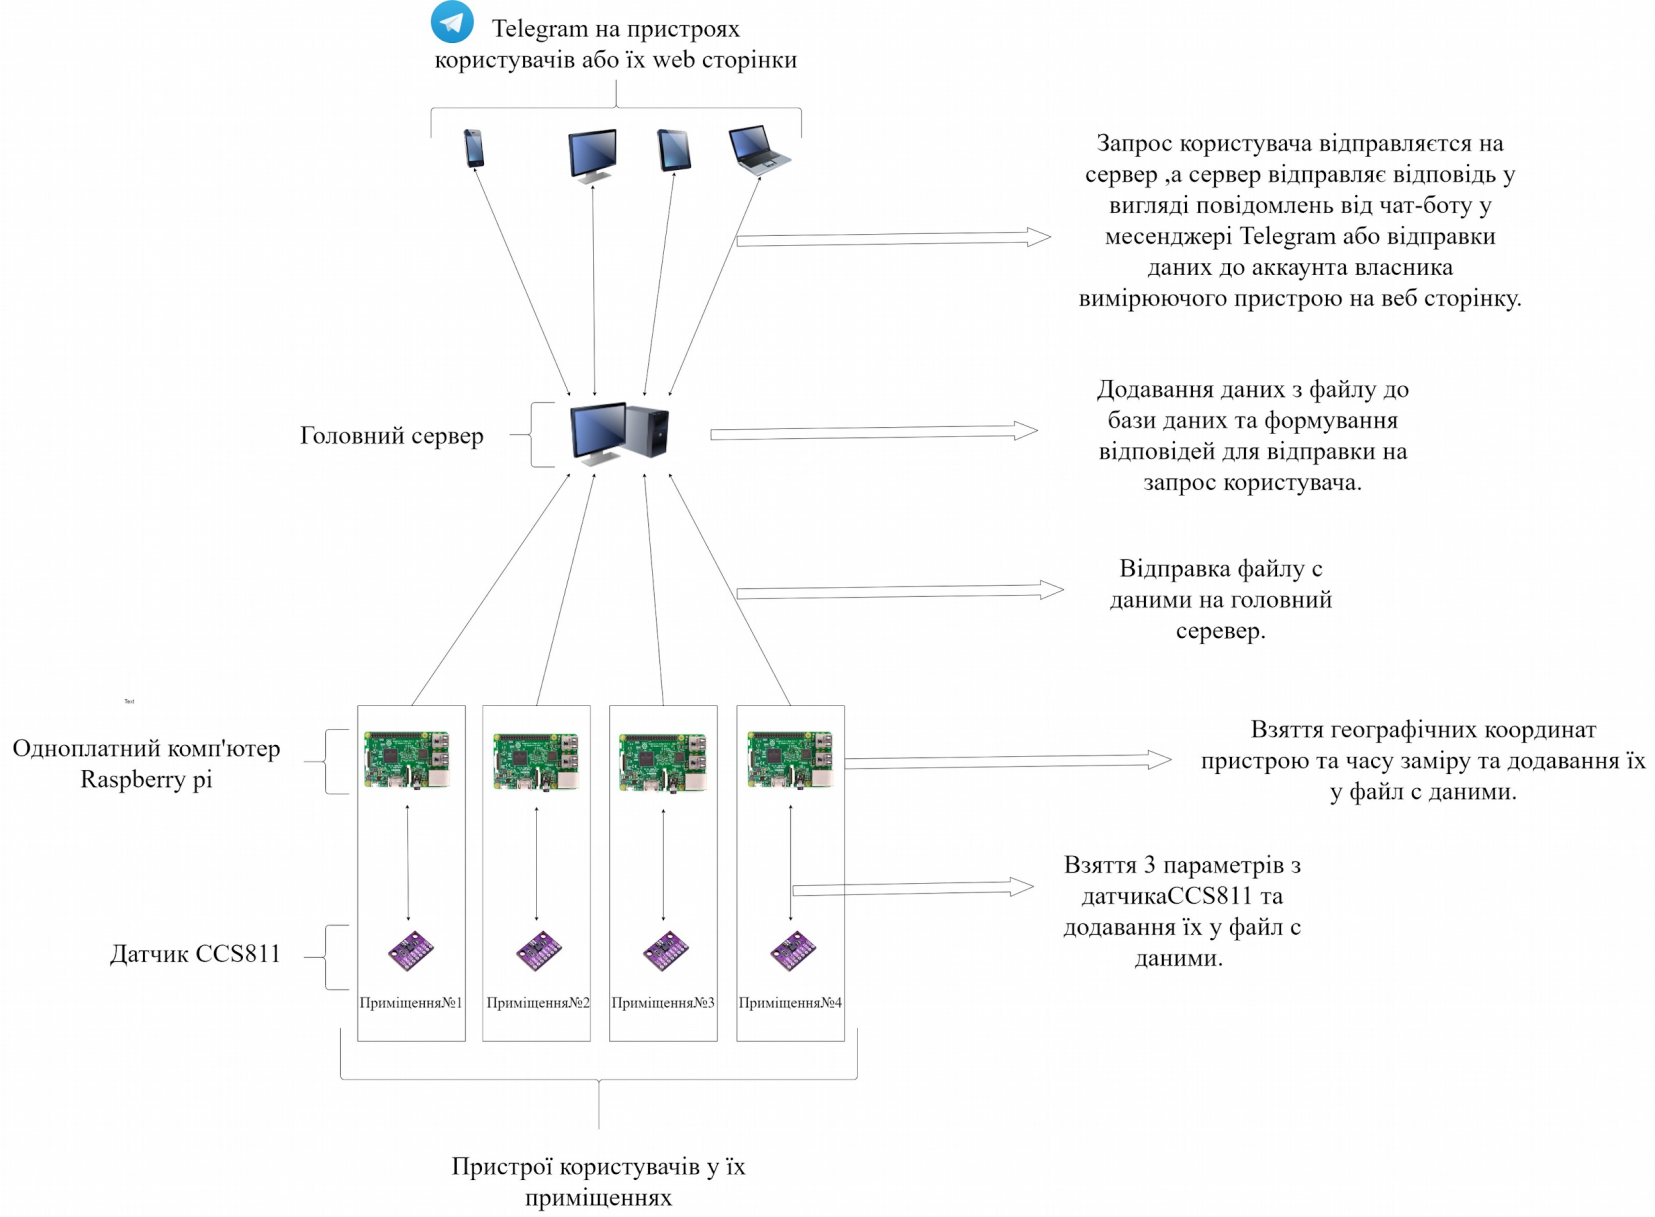 Telegram на пристроях
користувачів або їх web сторінки
Запрос користувача відправляєтся на
сервер ,а сервер відправляє відповідь у
вигляді повідомлень від чат-боту у
месенджері Telegram або відправки
даних до аккаунта власника
вимірюючого пристрою на веб сторінку.
Головний сервер
Додавання даних з файлу до
бази даних та формування
відповідей для відправки на
запрос користувача.
Відправка файлу с
даними на головний
серевер.
Text
Одноплатний комп'ютер
Raspberry pi
Взяття географічних координат
пристрою та часу заміру та додавання їх
у файл с даними.
Взяття 3 параметрів з
датчикаCCS811 та
додавання їх у файл с
даними.
Датчик CCS811
Приміщення№1
Приміщення№2
Приміщення№3
Приміщення№4
Пристрої користувачів у їх
приміщеннях